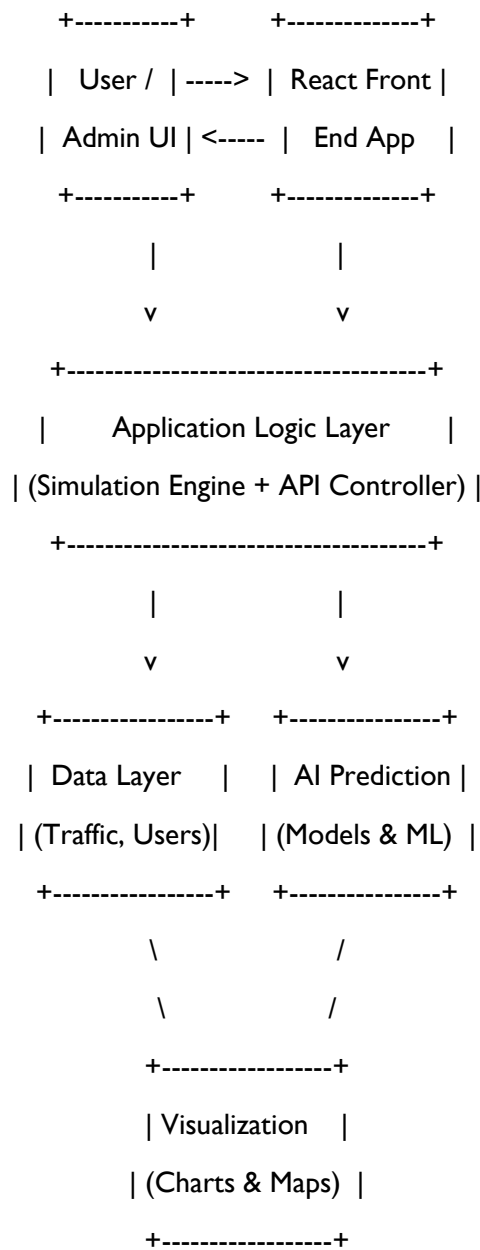 +-----------+ +--------------+
| User / | -----> | React Front |
| Admin UI | <----- | End App |
+-----------+ +--------------+
| |
v v
+--------------------------------------+
| Application Logic Layer |
| (Simulation Engine + API Controller) |
+--------------------------------------+
| |
v v
+-----------------+ +----------------+
| Data Layer | | AI Prediction |
| (Traffic, Users)| | (Models & ML) |
+-----------------+ +----------------+
\ /
\ /
+------------------+
| Visualization |
| (Charts & Maps) |
+------------------+